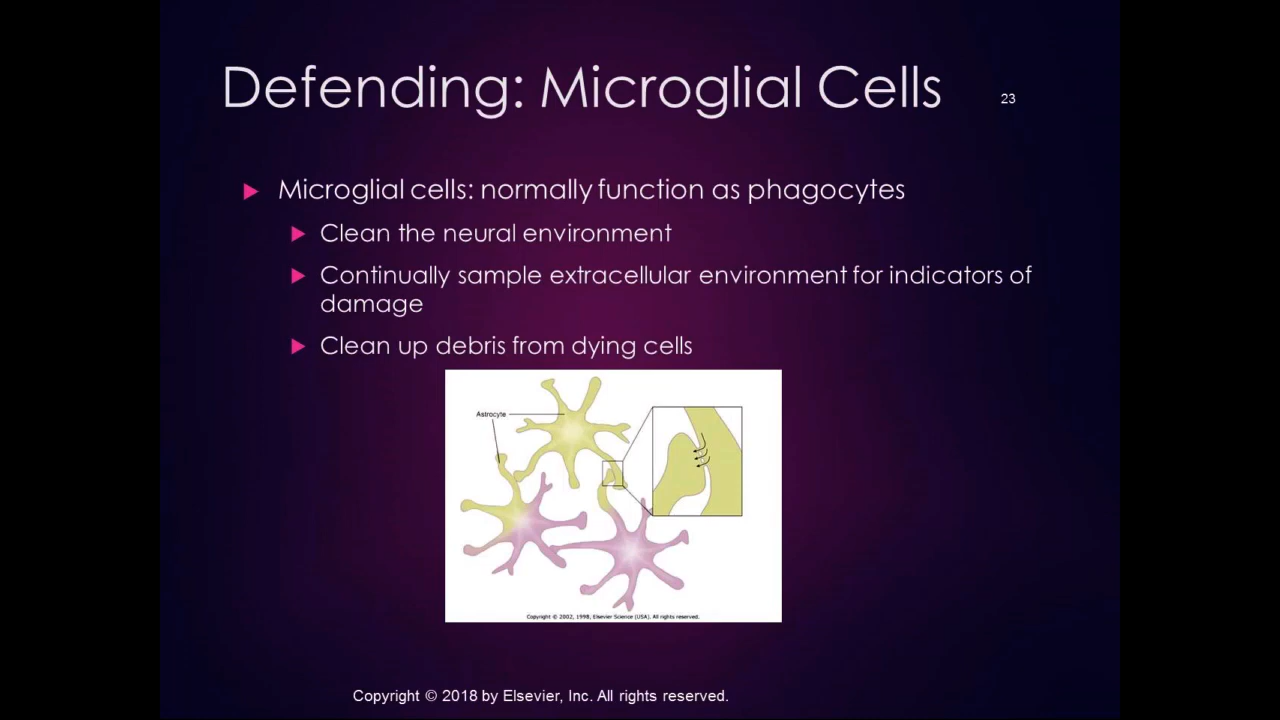 Defending: Microglial Cells
23
Microglial cells: normally function as phagocytes
Clean the neural environment
Continually sample extracellular environment for indicators of
damage
Clean up debris from dying cells
Astrocyte
Copyright © 2002, 1998, Elsevier Science (USA). All rights reserved.
Copyright © 2018 by Elsevier, Inc. All rights reserved.